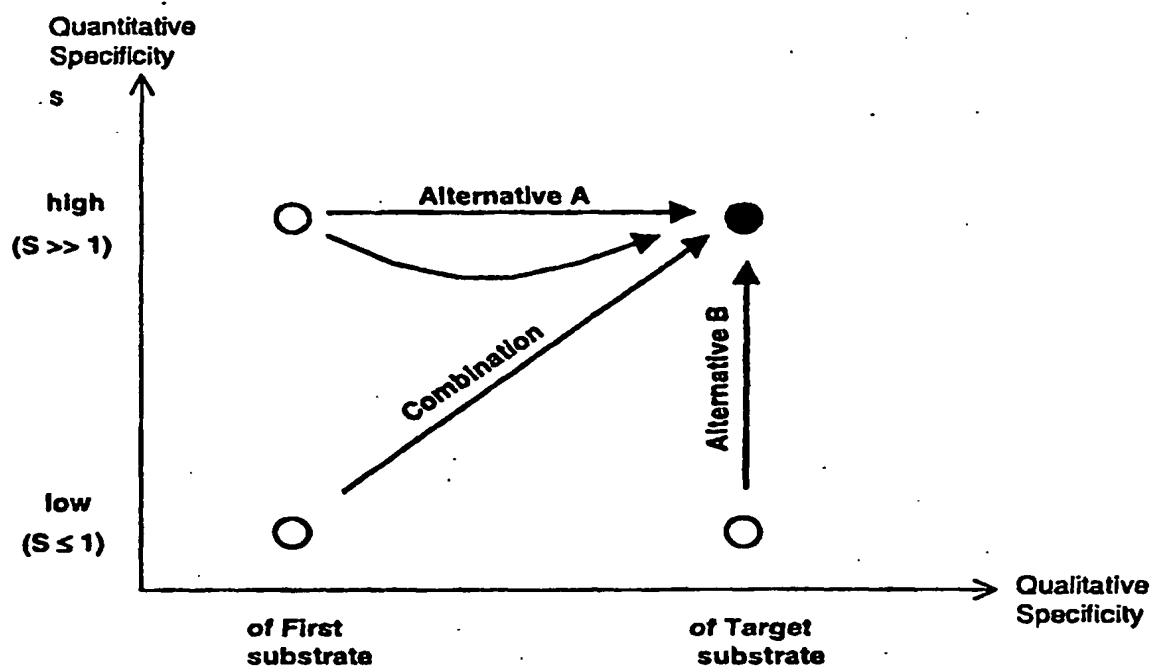 Quantitative
Specificity
s
high
(S >> 1)
Alternative A
Combination
Alternative B
low
(S ≤ 1)
Qualitative
Specificity
of First
substrate
of Target
substrate